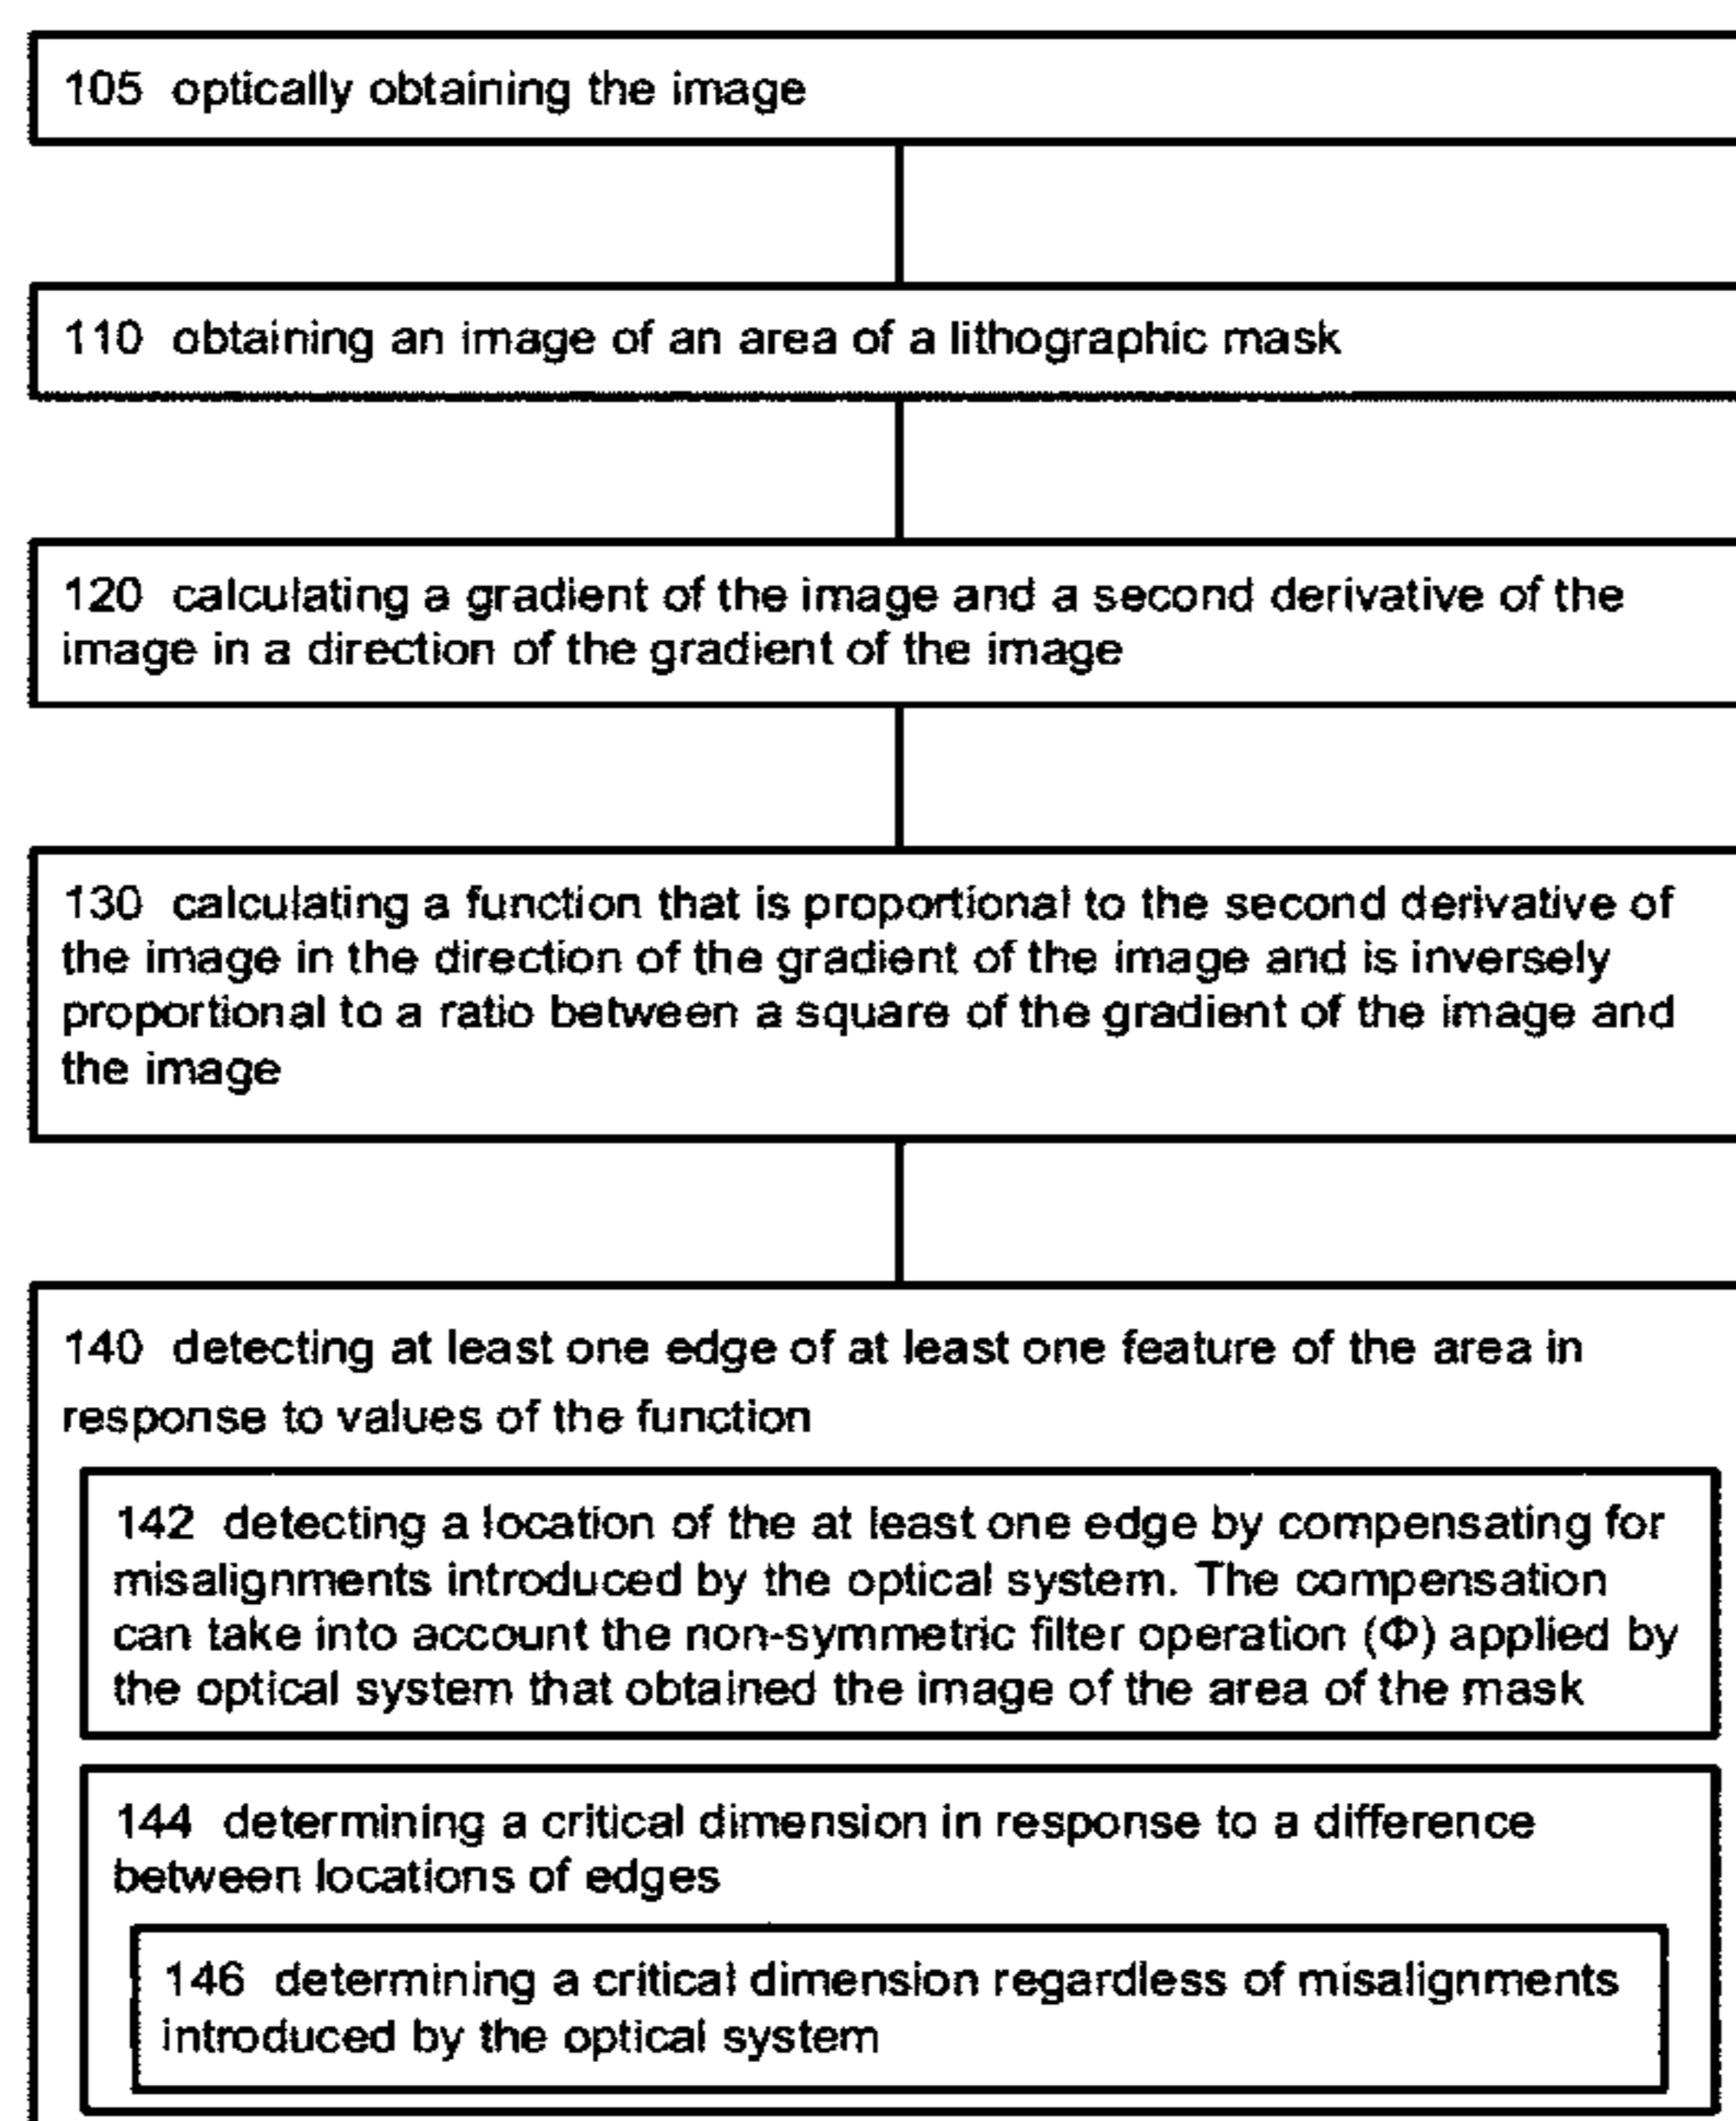 105 optically obtaining the image
110 obtaining an image of an area of a lithographic mask
120 calculating a gradient of the image and a second derivative of the
image in a direction of the gradient of the image
130 calculating a function that is proportional to the second derivative of
the image in the direction of the gradient of the image and is inversely
proportional to a ratio between a square of the gradient of the image and
the image
140 detecting at least one edge of at least one feature of the area in
response to values of the function
142 detecting a location of the at least one edge by compensating for
misalignments introduced by the optical system. The compensation
can take into account the non-symmetric filter operation (Φ) applied by
the optical system that obtained the image of the area of the mask
144 determining a critical dimension in response to a difference
between locations of edges
146 determining a critical dimension regardless of misalignments
introduced by the optical system